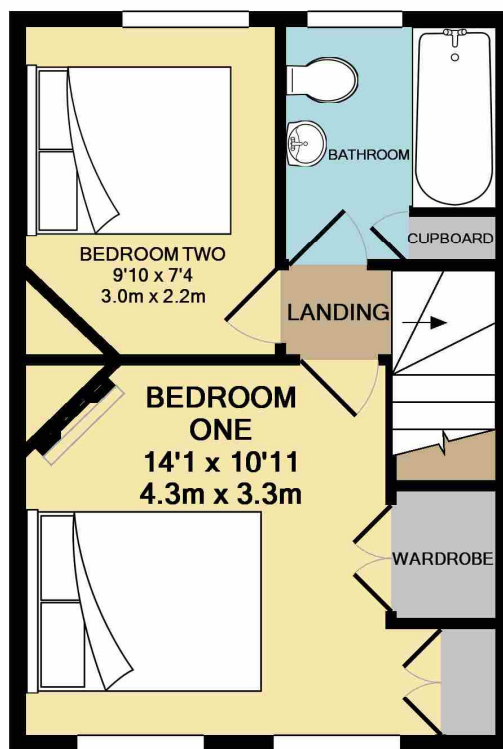 BATHROOM
CUPBOARD
BEDROOM TWO
9'10 x 7'4
3.0m x 2.2m
LANDING
BEDROOM
ONE
14'1 x 10'11
4.3m x 3.3m
WARDROBE